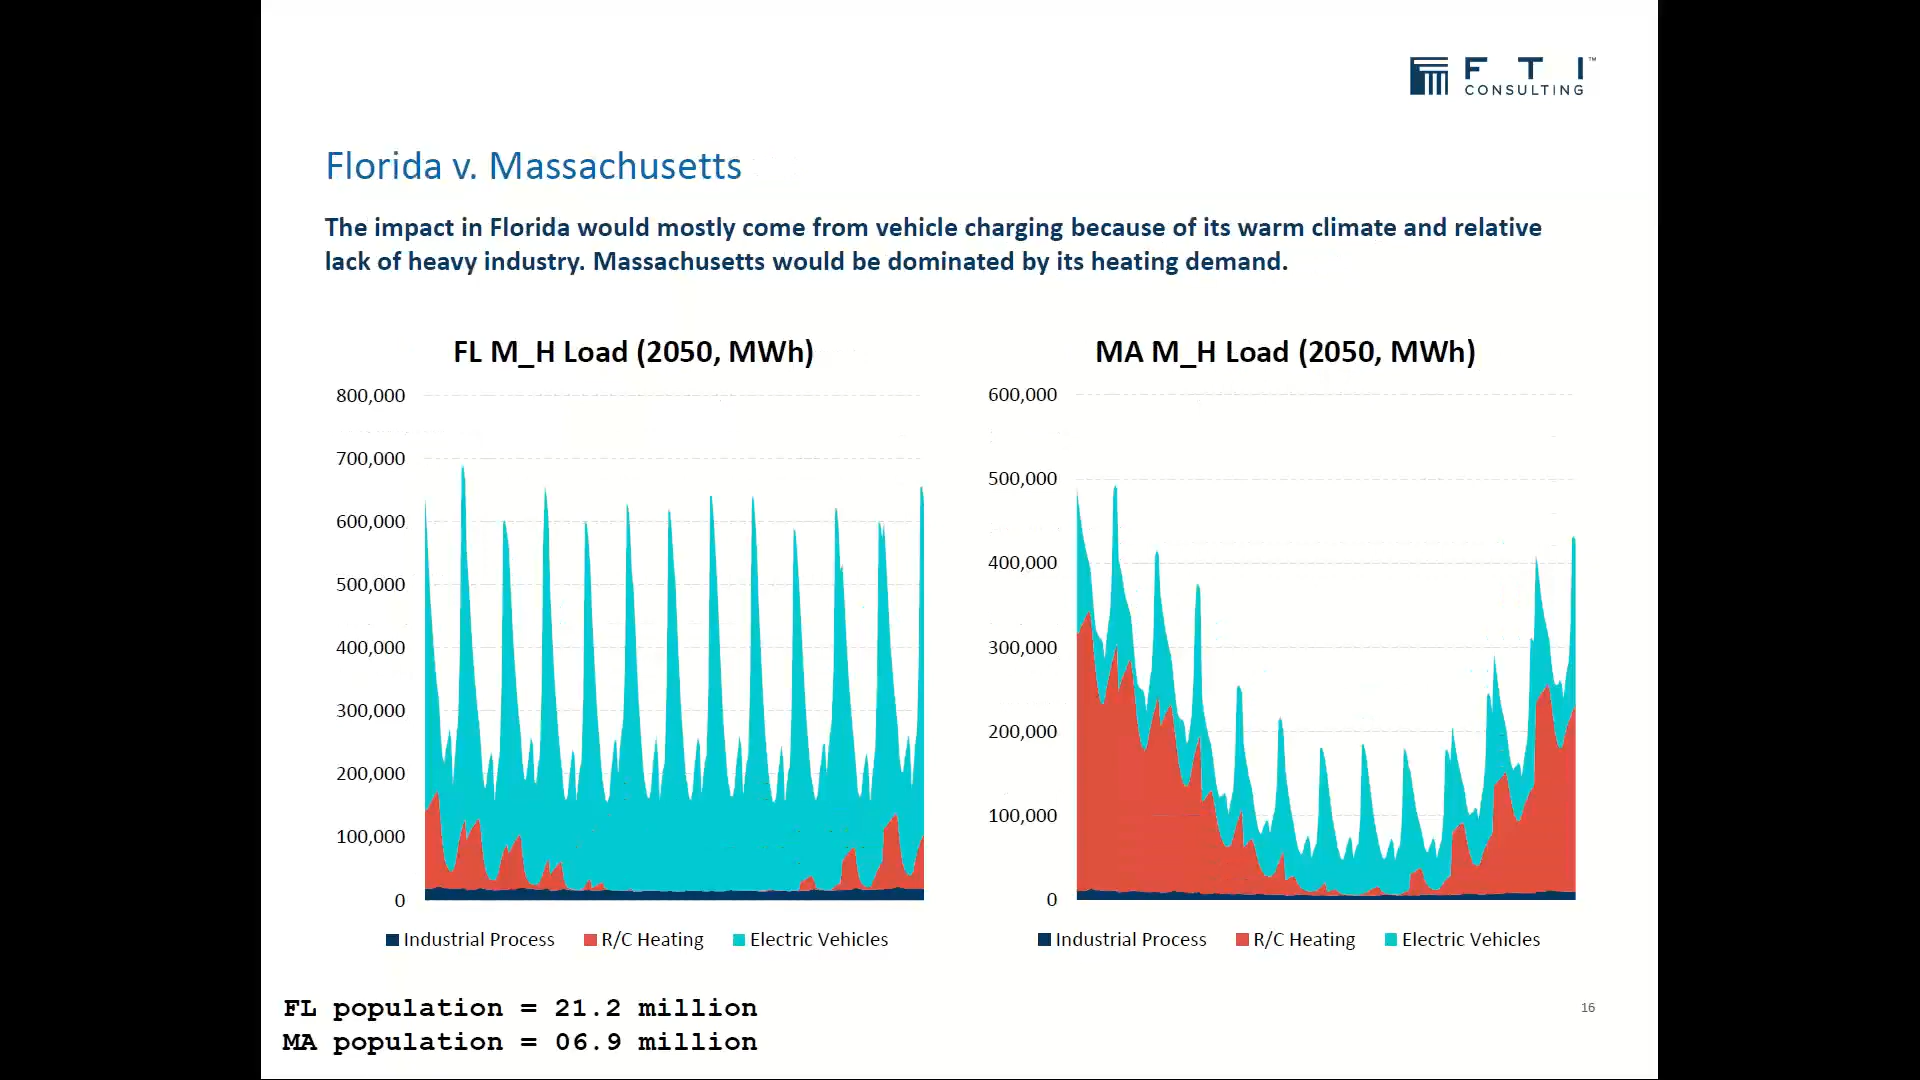 F T I ™
CONSULTING
Florida v. Massachusetts
The impact in Florida would mostly come from vehicle charging because of its warm climate and relative
lack of heavy industry. Massachusetts would be dominated by its heating demand.
FL M_H Load (2050, MWh)
800,000
700,000
600,000
500,000
400,000
300,000
200,000
100,000
0
Industrial Process R/C Heating Electric Vehicles
MA M_H Load (2050, MWh)
600,000
500,000
400,000
300,000
200,000
100,000
0
Industrial Process R/C Heating Electric Vehicles
FL population = 21.2 million
MA population = 06.9 million
16